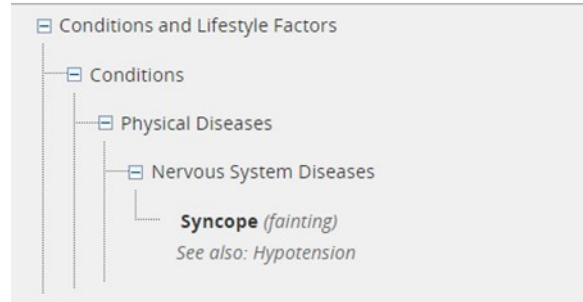 Conditions and Lifestyle Factors
Conditions
Physical Diseases
Nervous System Diseases
Syncope (fainting)
See also: Hypotension